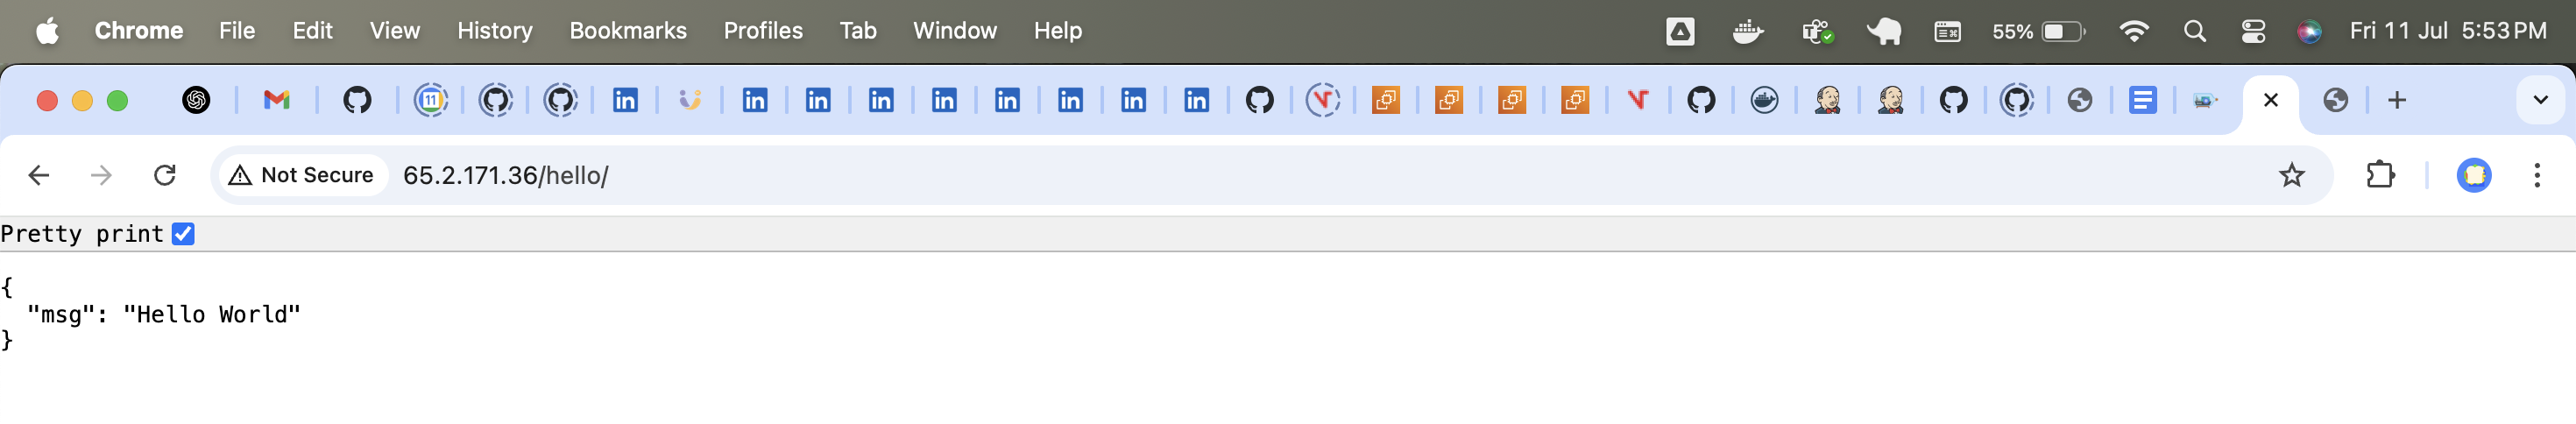 Chrome File Edit View History Bookmarks Profiles Tab Window Help 55% Fri 11 Jul 5:53 PM
11
Not Secure 65.2.171.36/hello/
Pretty print
{
"msg": "Hello World"
}